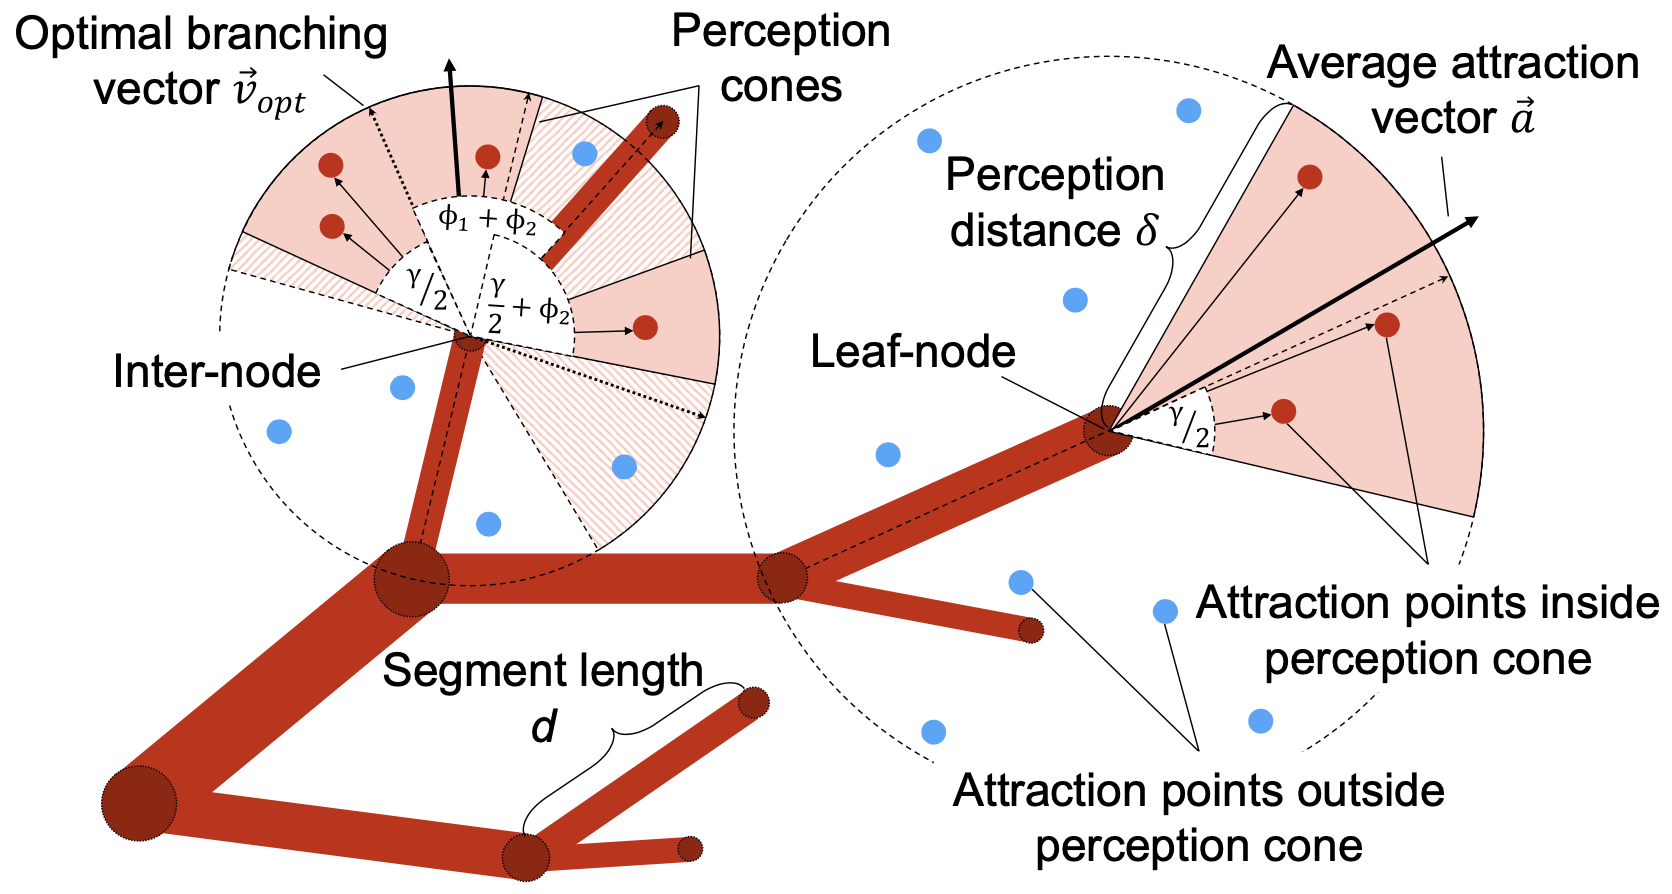 Optimal branching
vector v⃗_opt
Perception
cones
Average attraction
vector a⃗
Perception
distance δ
ϕ₁ + ϕ₂
γ/2
γ/2 + ϕ₂
Inter-node
Leaf-node
γ/2
Segment length
d
Attraction points inside
perception cone
Attraction points outside
perception cone